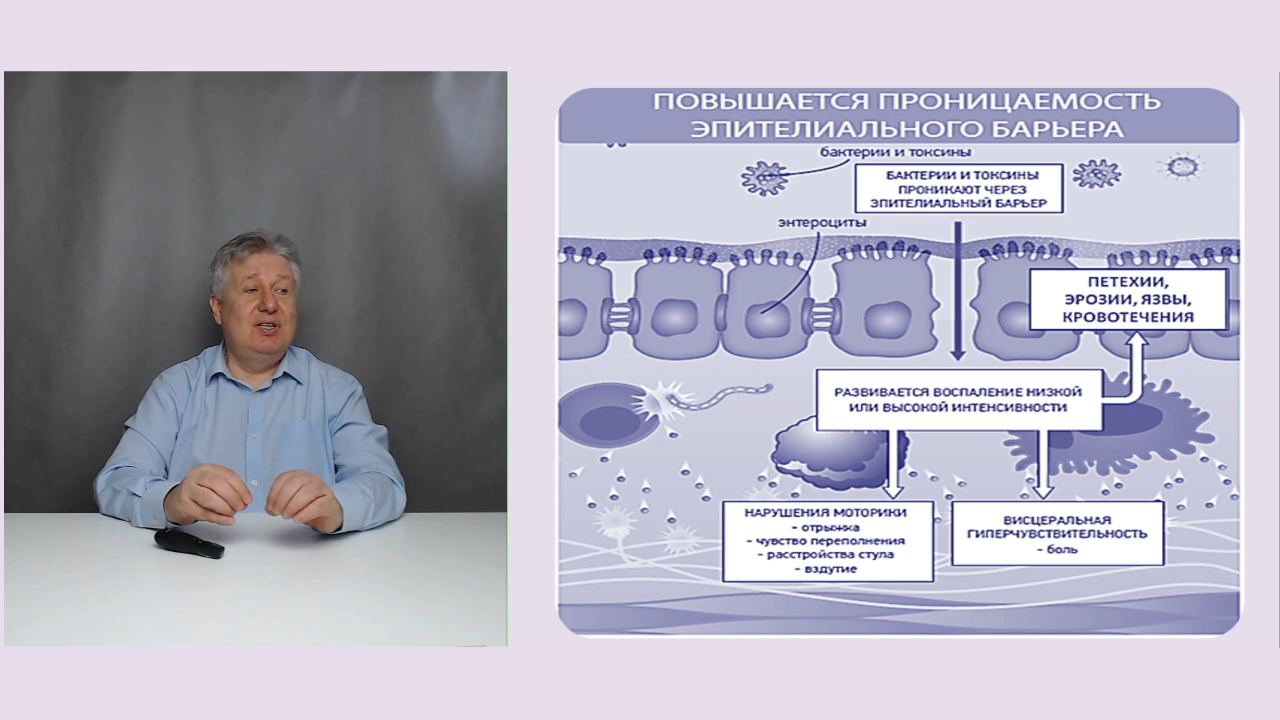 ПОВЫШАЕТСЯ ПРОНИЦАЕМОСТЬ
ЭПИТЕЛИАЛЬНОГО БАРЬЕРА
бактерии и токсины
БАКТЕРИИ И ТОКСИНЫ
ПРОНИКАЮТ ЧЕРЕЗ
ЭПИТЕЛИАЛЬНЫЙ БАРЬЕР
энтероциты
ПЕТЕХИИ,
ЭРОЗИИ, ЯЗВЫ,
КРОВОТЕЧЕНИЯ
РАЗВИВАЕТСЯ ВОСПАЛЕНИЕ НИЗКОЙ
ИЛИ ВЫСОКОЙ ИНТЕНСИВНОСТИ
НАРУШЕНИЯ МОТОРИКИ
- отрыжка
- чувство переполнения
- расстройства стула
- вздутие
ВИСЦЕРАЛЬНАЯ
ГИПЕРЧУВСТВИТЕЛЬНОСТЬ
- боль